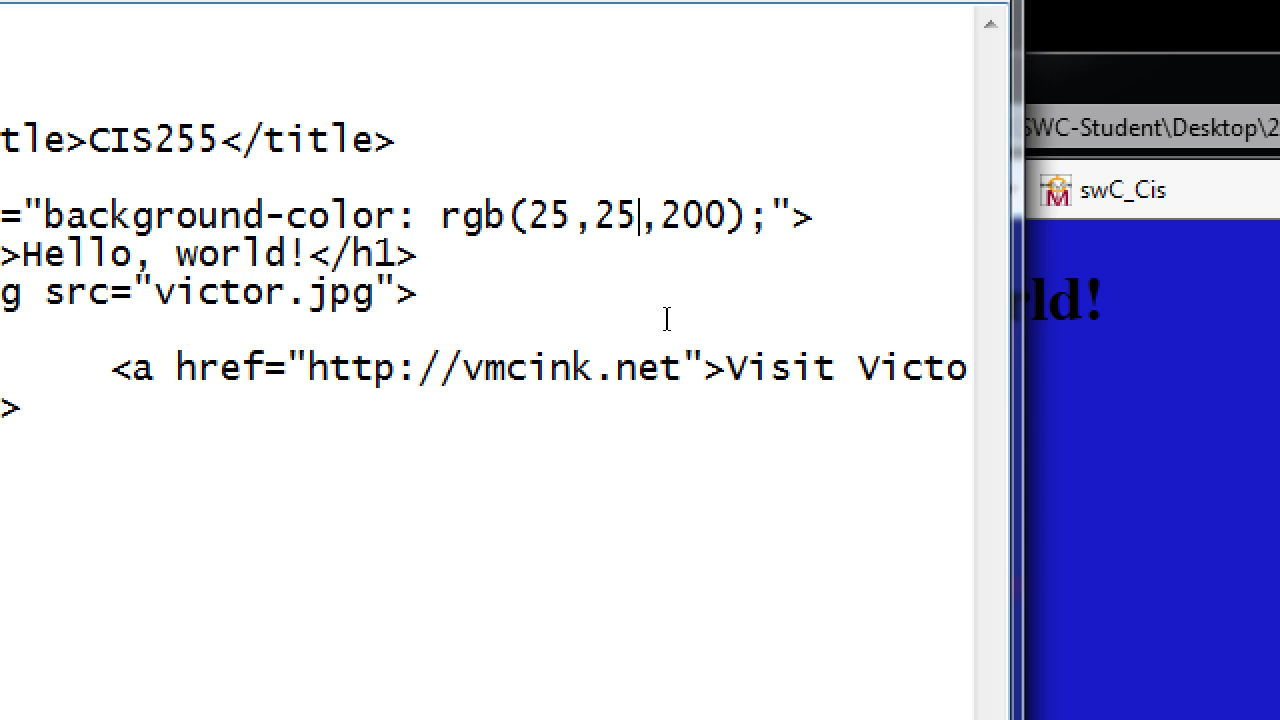 tle>CIS255</title>
="background-color: rgb(25,25,200);">
>Hello, world!</h1>
g src="victor.jpg">
<a href="http://vmcink.net">Visit Victo
>
SWC-Student\Desktop\2
swC_Cis
rld!